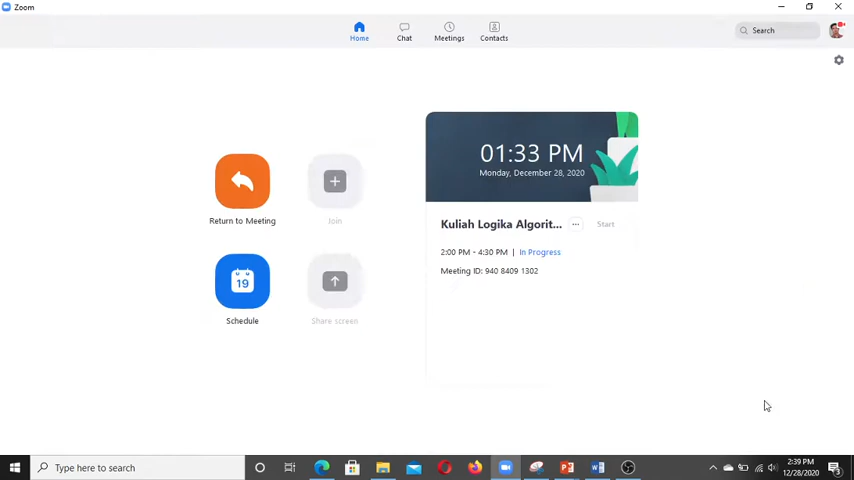 Zoom
Home
Chat
Meetings
Contacts
Search
01:33 PM
Monday, December 28, 2020
Return to Meeting
Join
Kuliah Logika Algorit...
Start
2:00 PM - 4:30 PM | In Progress
Meeting ID: 940 8409 1302
19
Schedule
Share screen
Type here to search
2:39 PM
12/28/2020
3